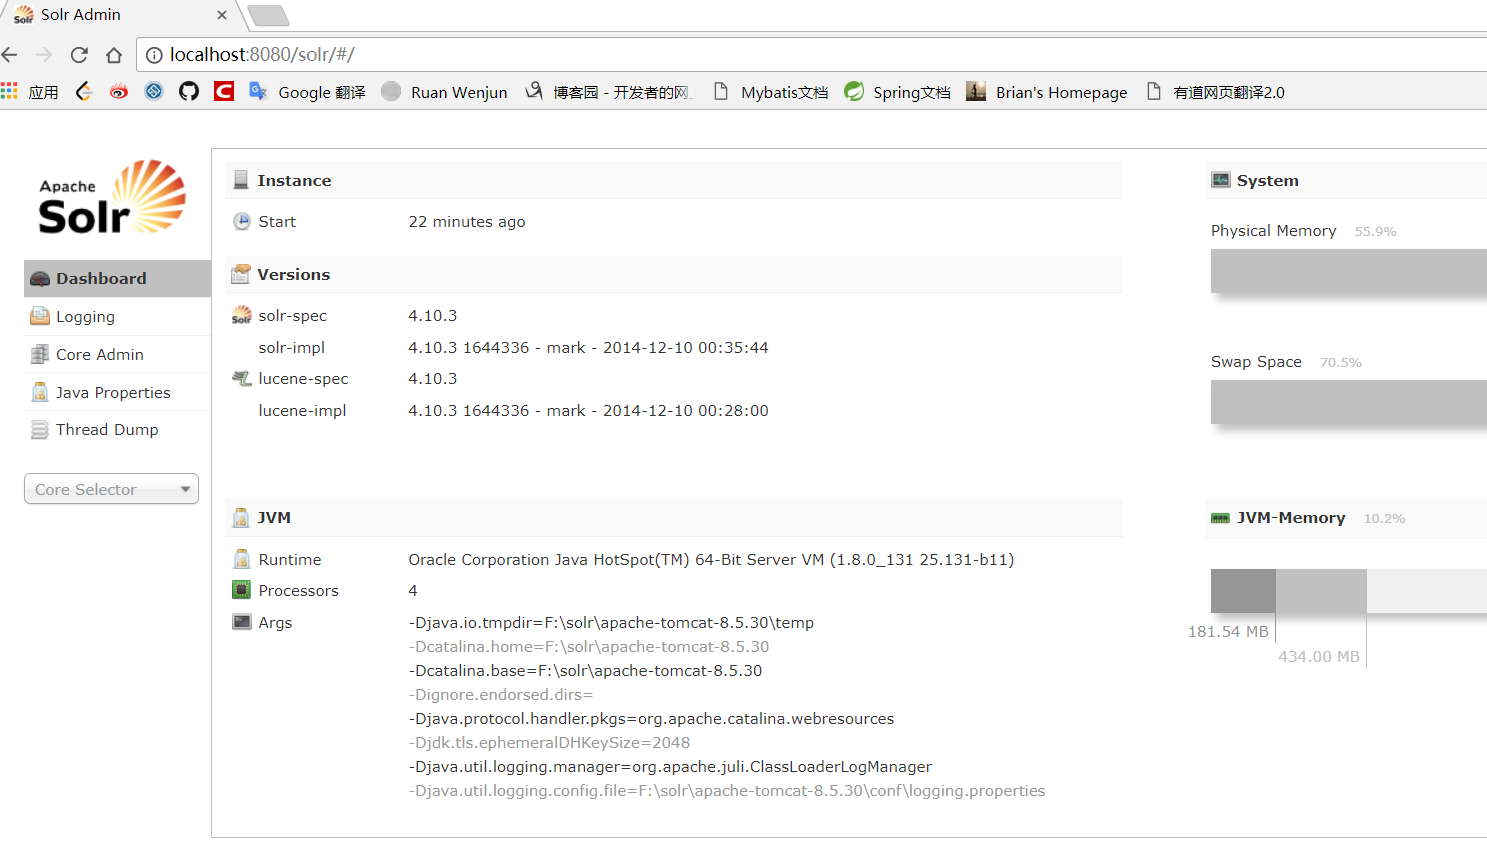 Solr Admin
localhost:8080/solr/#/
应用
Google 翻译
Ruan Wenjun
博客园 - 开发者的网
Mybatis文档
Spring文档
Brian's Homepage
有道网页翻译2.0
Apache
Solr
Dashboard
Logging
Core Admin
Java Properties
Thread Dump
Core Selector
Instance
Start 22 minutes ago
Versions
solr-spec 4.10.3
solr-impl 4.10.3 1644336 - mark - 2014-12-10 00:35:44
lucene-spec 4.10.3
lucene-impl 4.10.3 1644336 - mark - 2014-12-10 00:28:00
JVM
Runtime Oracle Corporation Java HotSpot(TM) 64-Bit Server VM (1.8.0_131 25.131-b11)
Processors 4
Args -Djava.io.tmpdir=F:\solr\apache-tomcat-8.5.30\temp
-Dcatalina.home=F:\solr\apache-tomcat-8.5.30
-Dcatalina.base=F:\solr\apache-tomcat-8.5.30
-Dignore.endorsed.dirs=
-Djava.protocol.handler.pkgs=org.apache.catalina.webresources
-Djdk.tls.ephemeralDHKeySize=2048
-Djava.util.logging.manager=org.apache.juli.ClassLoaderLogManager
-Djava.util.logging.config.file=F:\solr\apache-tomcat-8.5.30\conf\logging.properties
System
Physical Memory 55.9%
Swap Space 70.5%
JVM-Memory 10.2%
181.54 MB
434.00 MB